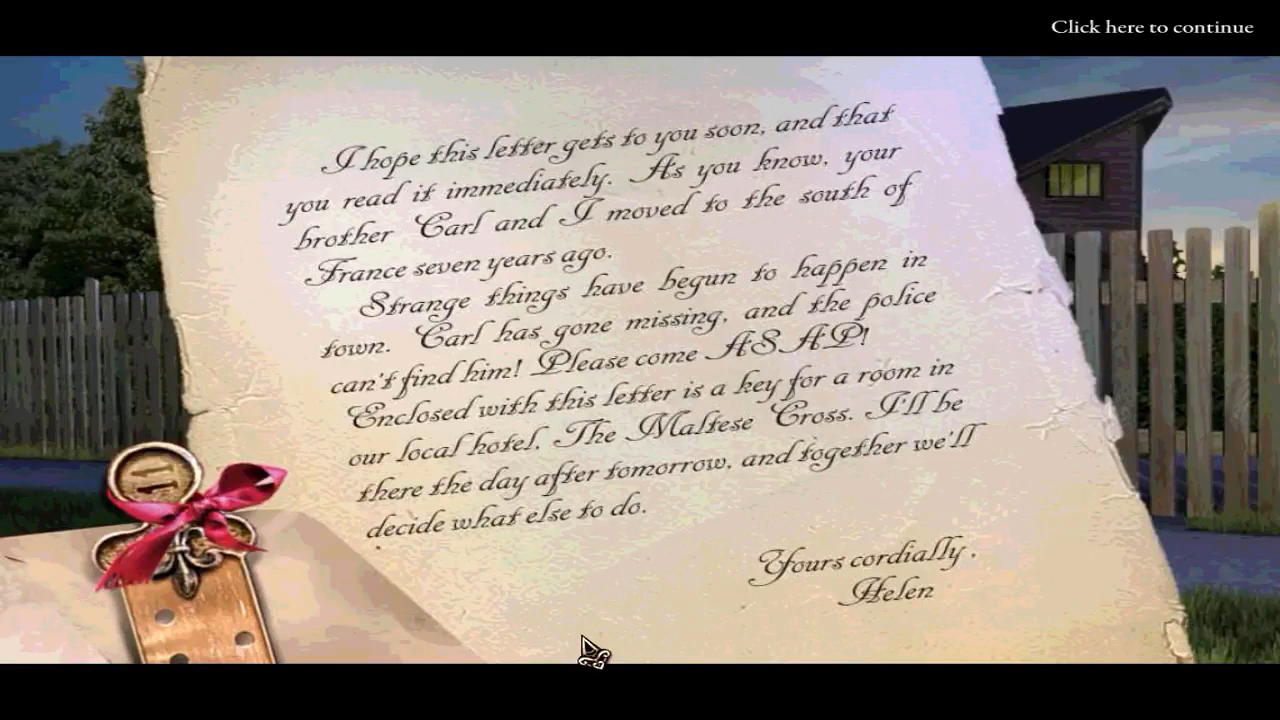 Click here to continue
I hope this letter gets to you soon, and that
you read it immediately. As you know, your
brother Carl and I moved to the south of
France seven years ago.
Strange things have begun to happen in
town. Carl has gone missing, and the police
can't find him! Please come ASAP!
Enclosed with this letter is a key for a room in
our local hotel, The Maltese Cross. I'll be
there the day after tomorrow, and together we'll
decide what else to do.
Yours cordially,
Helen
11